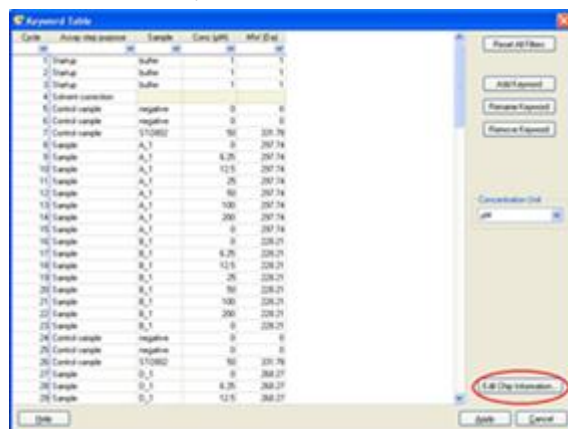 Keyword Table
Cycle Assay step purpose Sample Conc (µM) MW (Da)
1 Startup buffer 1 1
2 Startup buffer 1 1
3 Startup buffer 1 1
4 Solvent correction
5 Control sample negative 0 0
6 Control sample negative 0 0
7 Control sample 50 331.78
8 Sample A_1 0 297.74
9 Sample A_1 6.25 297.74
10 Sample A_1 12.5 297.74
11 Sample A_1 25 297.74
12 Sample A_1 50 297.74
13 Sample A_1 100 297.74
14 Sample A_1 200 297.74
15 Sample A_1 0 297.74
16 Sample B_1 0 228.21
17 Sample B_1 6.25 228.21
18 Sample B_1 12.5 228.21
19 Sample B_1 25 228.21
20 Sample B_1 50 228.21
21 Sample B_1 100 228.21
22 Sample B_1 200 228.21
23 Sample B_1 0 228.21
24 Control sample negative 0 0
25 Control sample negative 0 0
26 Control sample 50 331.78
27 Sample D_1 0 268.27
28 Sample D_1 6.25 268.27
29 Sample D_1 12.5 268.27
Reset All Filters
Add Keyword
Rename Keyword
Remove Keyword
Concentration Unit
µM
Edit Chip Information...
Help
Apply
Cancel